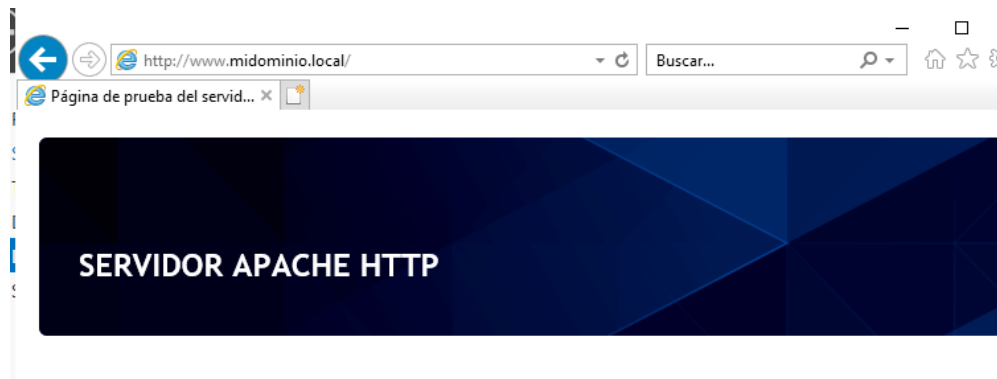 http://www.midominio.local/
Buscar...
Página de prueba del servid...
SERVIDOR APACHE HTTP